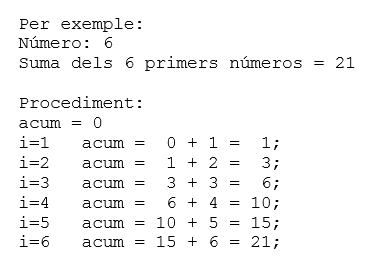 Per exemple:
Número: 6
Suma dels 6 primers números = 21

Procediment:
acum = 0
i=1   acum =  0 + 1 =  1;
i=2   acum =  1 + 2 =  3;
i=3   acum =  3 + 3 =  6;
i=4   acum =  6 + 4 = 10;
i=5   acum = 10 + 5 = 15;
i=6   acum = 15 + 6 = 21;